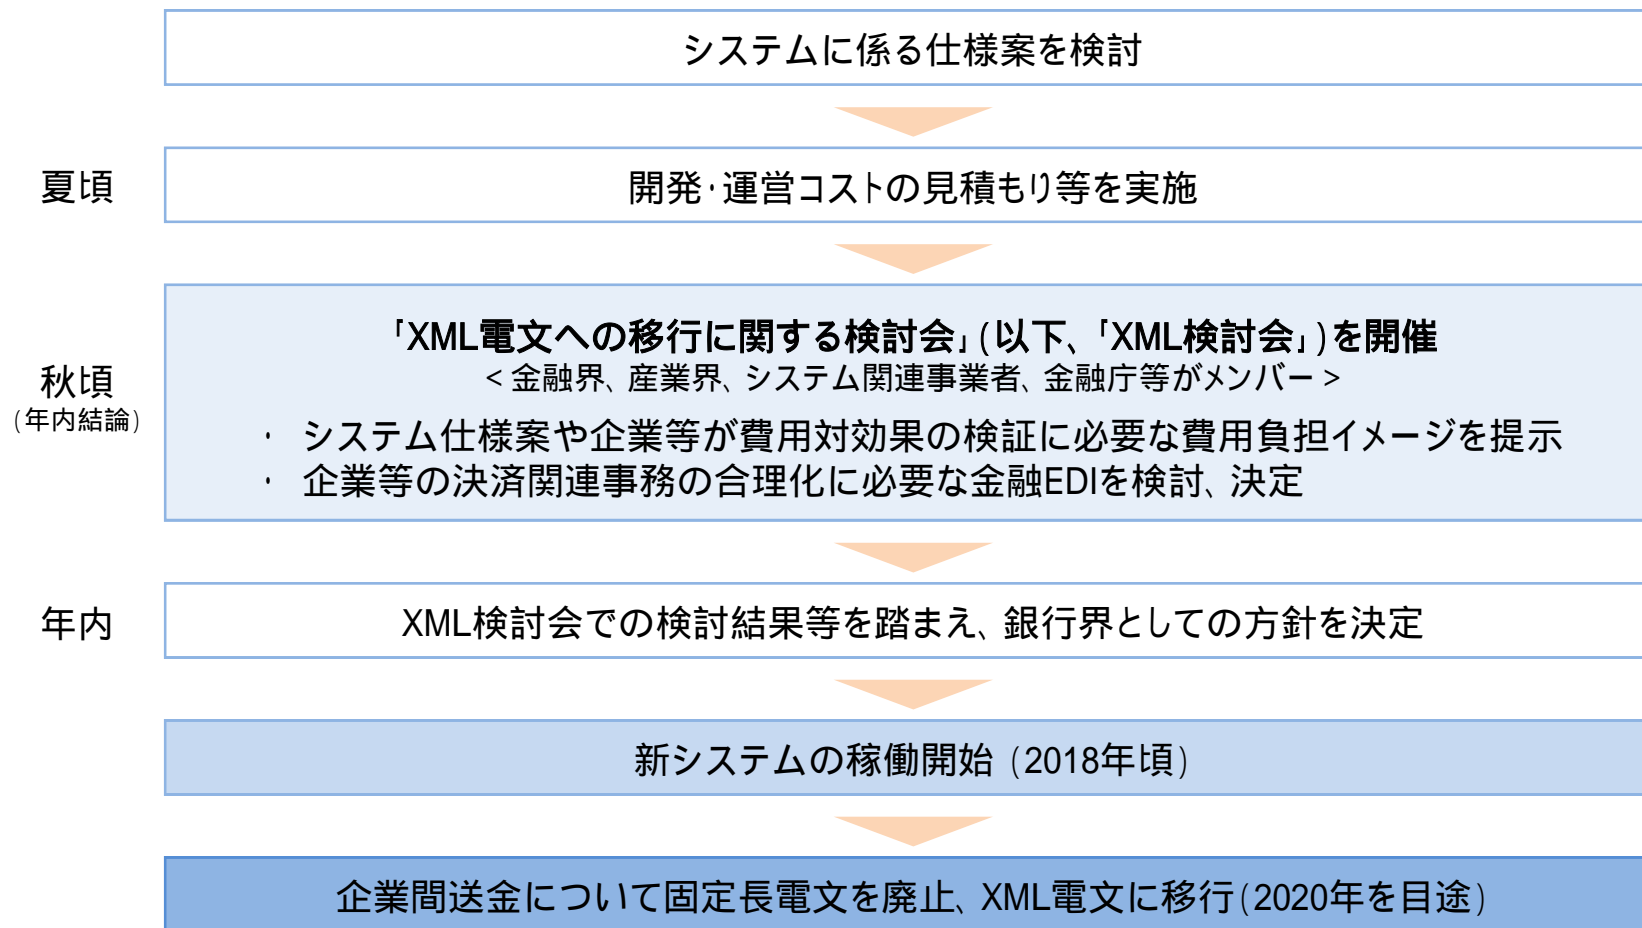 システムに係る仕様案を検討
夏頃
開発・運営コストの見積もり等を実施
秋頃
(年内結論)
「XML電文への移行に関する検討会」(以下、「XML検討会」)を開催
<金融界、産業界、システム関連事業者、金融庁等がメンバー>
・ システム仕様案や企業等が費用対効果の検証に必要な費用負担イメージを提示
・ 企業等の決済関連事務の合理化に必要な金融EDIを検討、決定
年内
XML検討会での検討結果等を踏まえ、銀行界としての方針を決定
新システムの稼働開始 (2018年頃)
企業間送金について固定長電文を廃止、XML電文に移行(2020年を目途)